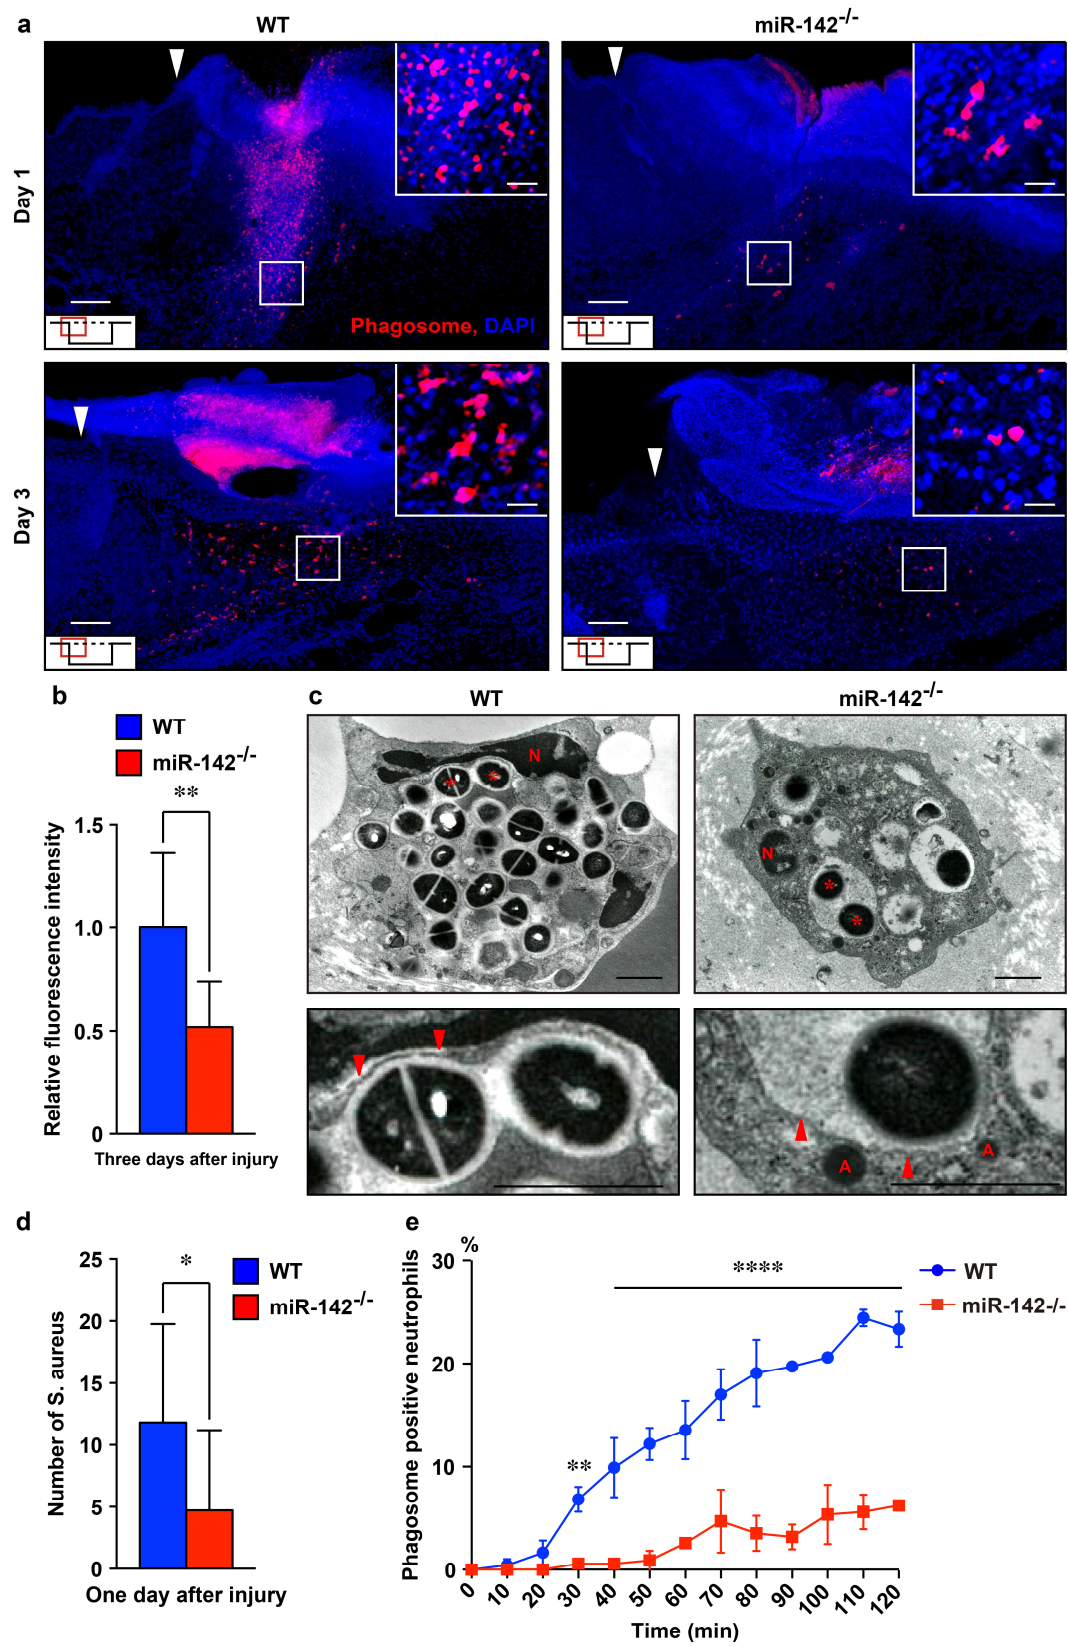 a
WT
miR-142-/-
Day 1
Phagosome, DAPI
Day 3
b
WT
miR-142-/-
**
Relative fluorescence intensity
1.5
1.0
0.5
0
Three days after injury
c
WT
miR-142-/-
N
*
*
N
*
*
A
A
d
WT
miR-142-/-
*
Number of S. aureus
25
20
15
10
5
0
One day after injury
e
%
Phagosome positive neutrophils
30
20
10
0
**
****
WT
miR-142-/-
0 10 20 30 40 50 60 70 80 90 100 110 120
Time (min)